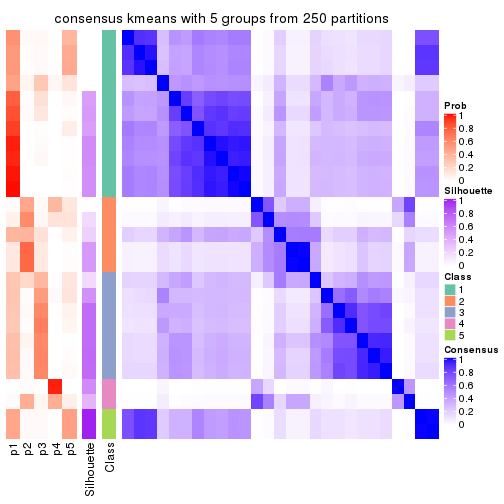 consensus kmeans with 5 groups from 250 partitions
Prob
1
0.8
0.6
0.4
0.2
0
Silhouette
1
0.8
0.6
0.4
0.2
0
Class
1
2
3
4
5
Consensus
1
0.8
0.6
0.4
0.2
0
p1
p2
p3
p4
p5
Silhouette
Class